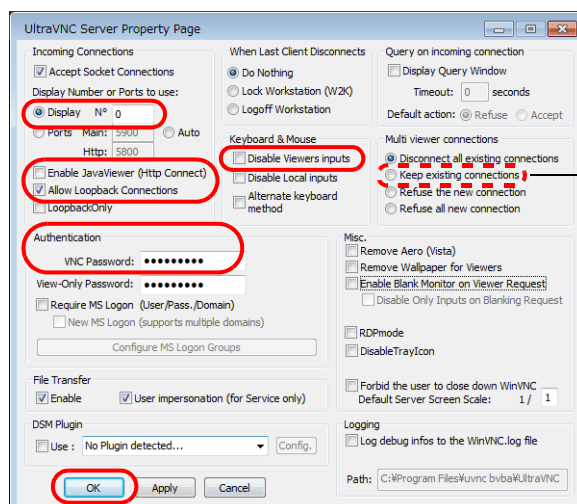 UltraVNC Server Property Page
Incoming Connections
Accept Socket Connections
Display Number or Ports to use:
Display N° 0
Ports Main: 5900 Auto
Http: 5800
Enable JavaViewer (Http Connect)
Allow Loopback Connections
LoopbackOnly
When Last Client Disconnects
Do Nothing
Lock Workstation (W2K)
Logoff Workstation
Query on incoming connection
Display Query Window
Timeout: 0 seconds
Default action: Refuse Accept
Keyboard & Mouse
Disable Viewers inputs
Disable Local inputs
Alternate keyboard
method
Multi viewer connections
Disconnect all existing connections
Keep existing connections
Refuse the new connection
Refuse all new connection
Authentication
VNC Password: •••••••••
View-Only Password: •••••••••
Require MS Logon (User/Pass./Domain)
New MS Logon (supports multiple domains)
Configure MS Logon Groups
Misc.
Remove Aero (Vista)
Remove Wallpaper for Viewers
Enable Blank Monitor on Viewer Request
Disable Only Inputs on Blanking Request
RDPmode
DisableTrayIcon
Forbid the user to close down WinVNC
Default Server Screen Scale: 1 / 1
File Transfer
Enable User impersonation (for Service only)
DSM Plugin
Use : No Plugin detected... Config.
Logging
Log debug infos to the WinVNC.log file
Path: C:¥Program Files¥uvnc bvba¥UltraVNC
OK Apply Cancel